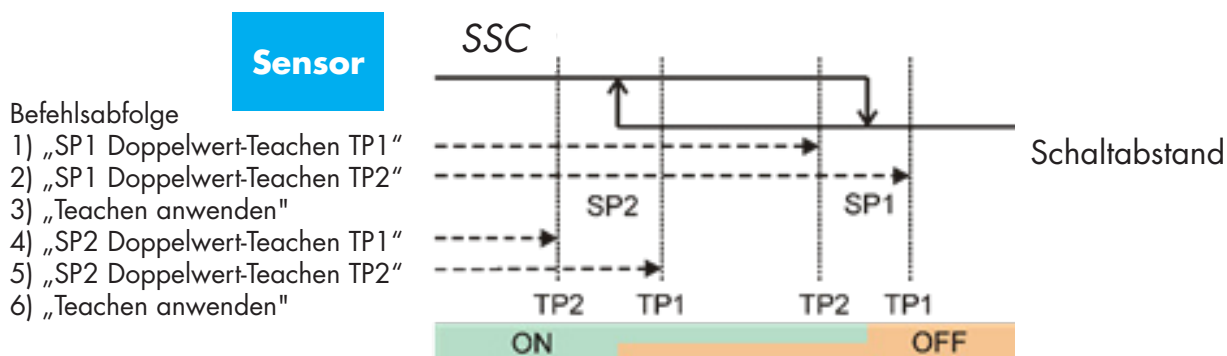 SSC
Sensor
Befehlsabfolge
1) „SP1 Doppelwert-Teachen TP1“
2) „SP1 Doppelwert-Teachen TP2“
3) „Teachen anwenden"
4) „SP2 Doppelwert-Teachen TP1“
5) „SP2 Doppelwert-Teachen TP2“
6) „Teachen anwenden"
Schaltabstand
SP2 SP1
TP2 TP1 TP2 TP1
ON OFF